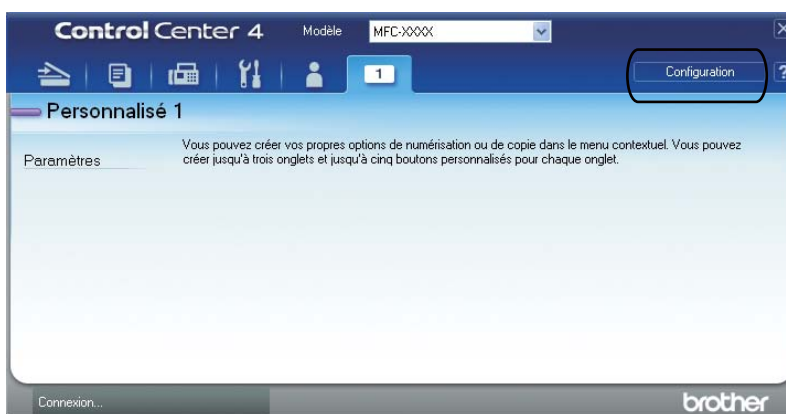 Control Center 4 Modèle MFC-XXXX
1 Configuration ?
Personnalisé 1
Paramètres
Vous pouvez créer vos propres options de numérisation ou de copie dans le menu contextuel. Vous pouvez
créer jusqu'à trois onglets et jusqu'à cinq boutons personnalisés pour chaque onglet.
Connexion...
brother